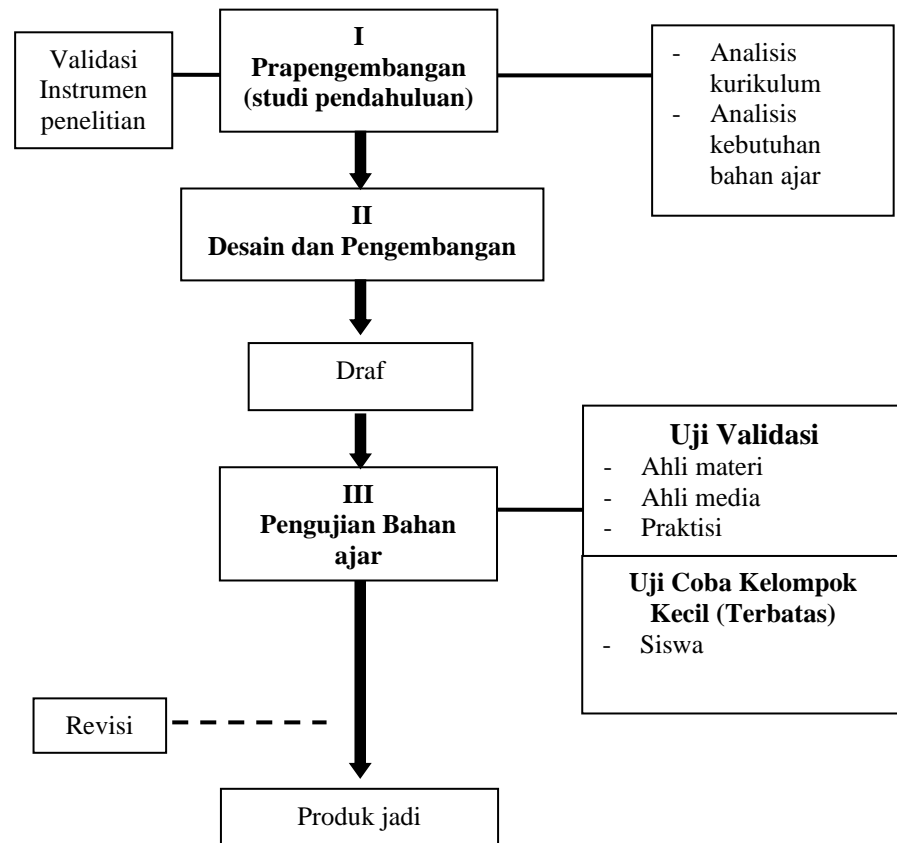 Validasi
Instrumen
penelitian
I
Prapengembangan
(studi pendahuluan)
- Analisis
kurikulum
- Analisis
kebutuhan
bahan ajar
II
Desain dan Pengembangan
Draf
III
Pengujian Bahan
ajar
Uji Validasi
- Ahli materi
- Ahli media
- Praktisi
Uji Coba Kelompok
Kecil (Terbatas)
- Siswa
Revisi
Produk jadi